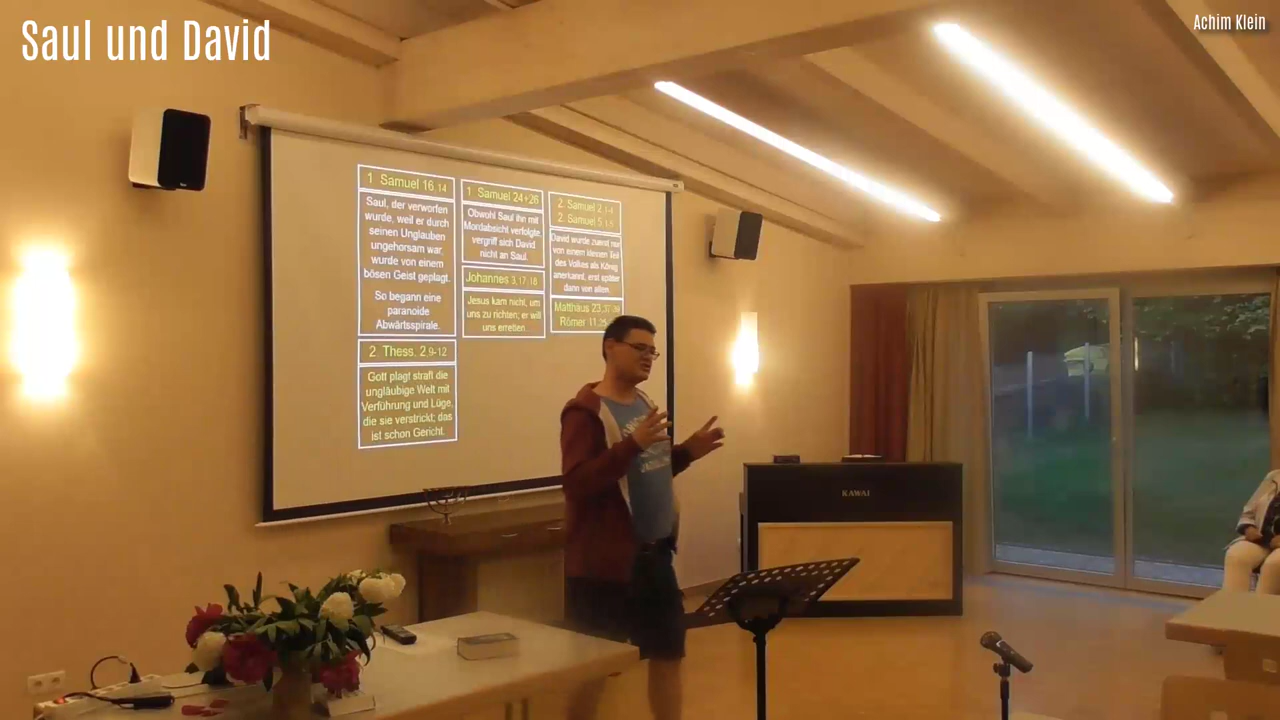 Saul und David
Achim Klein
1. Samuel 16,14
Saul, der verworfen
wurde, weil er durch
seinen Unglauben
ungehorsam war,
wurde von einem
bösen Geist geplagt.
So begann eine
paranoide
Abwärtsspirale.
2. Thess. 2,9-12
Gott plagt straft die
ungläubige Welt mit
Verführung und Lüge,
die sie verstrickt; das
ist schon Gericht.
1. Samuel 24+26
Obwohl Saul ihn mit
Mordabsicht verfolgte,
vergriff sich David
nicht an Saul.
Johannes 3,17.18
Jesus kam nicht, um
uns zu richten; er will
uns erretten.
2. Samuel 2,1-4
2. Samuel 5,1-5
David wurde zuerst nur
von einem kleinen Teil
des Volkes als König
anerkannt, erst später
dann von allen.
Matthäus 23,37-39
Römer 11,25
KAWAI